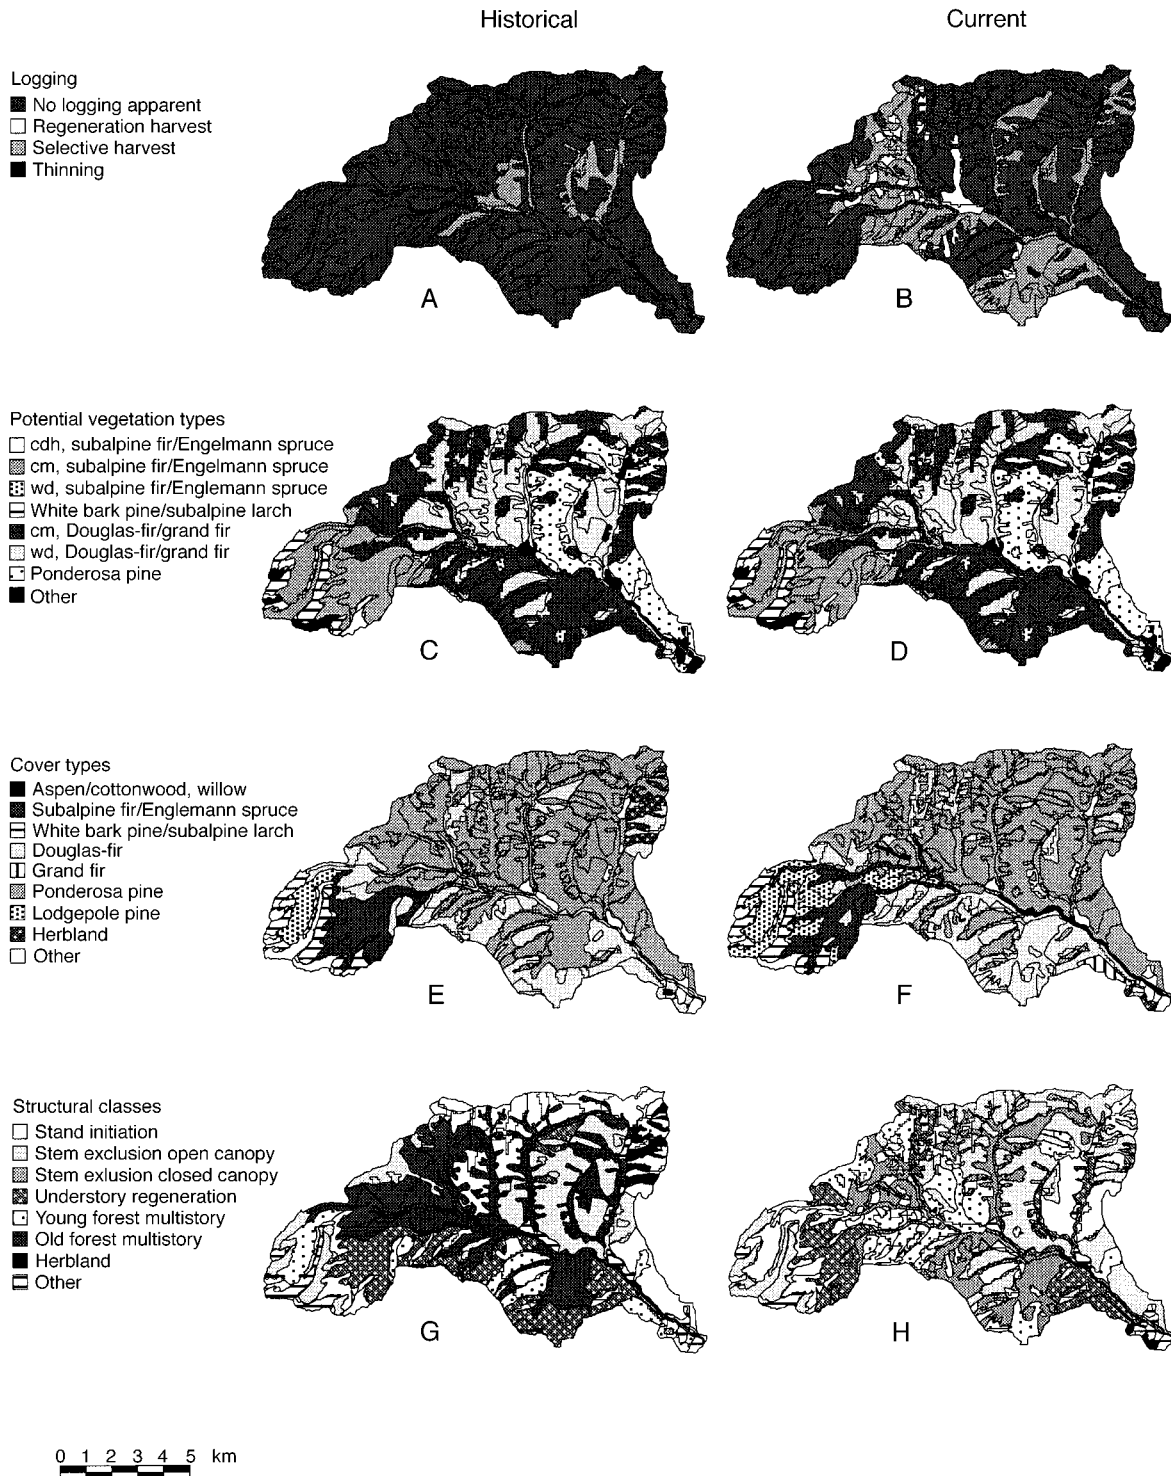 Historical Current
Logging
No logging apparent
Regeneration harvest
Selective harvest
Thinning
A B
Potential vegetation types
cdh, subalpine fir/Engelmann spruce
cm, subalpine fir/Engelmann spruce
wd, subalpine fir/Englemann spruce
White bark pine/subalpine larch
cm, Douglas-fir/grand fir
wd, Douglas-fir/grand fir
Ponderosa pine
Other
C D
Cover types
Aspen/cottonwood, willow
Subalpine fir/Englemann spruce
White bark pine/subalpine larch
Douglas-fir
Grand fir
Ponderosa pine
Lodgepole pine
Herbland
Other
E F
Structural classes
Stand initiation
Stem exlusion open canopy
Stem exclusion closed canopy
Understory regeneration
Young forest multistory
Old forest multistory
Herbland
Other
G H
0 1 2 3 4 5 km